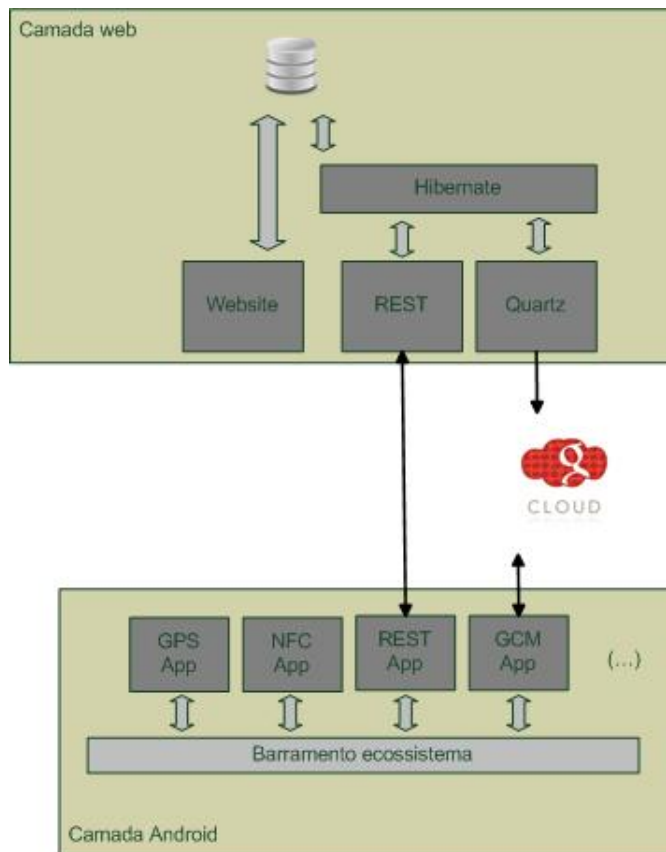 Camada web
Hibernate
Website
REST
Quartz
g
CLOUD
GPS
App
NFC
App
REST
App
GCM
App
(...)
Barramento ecossistema
Camada Android